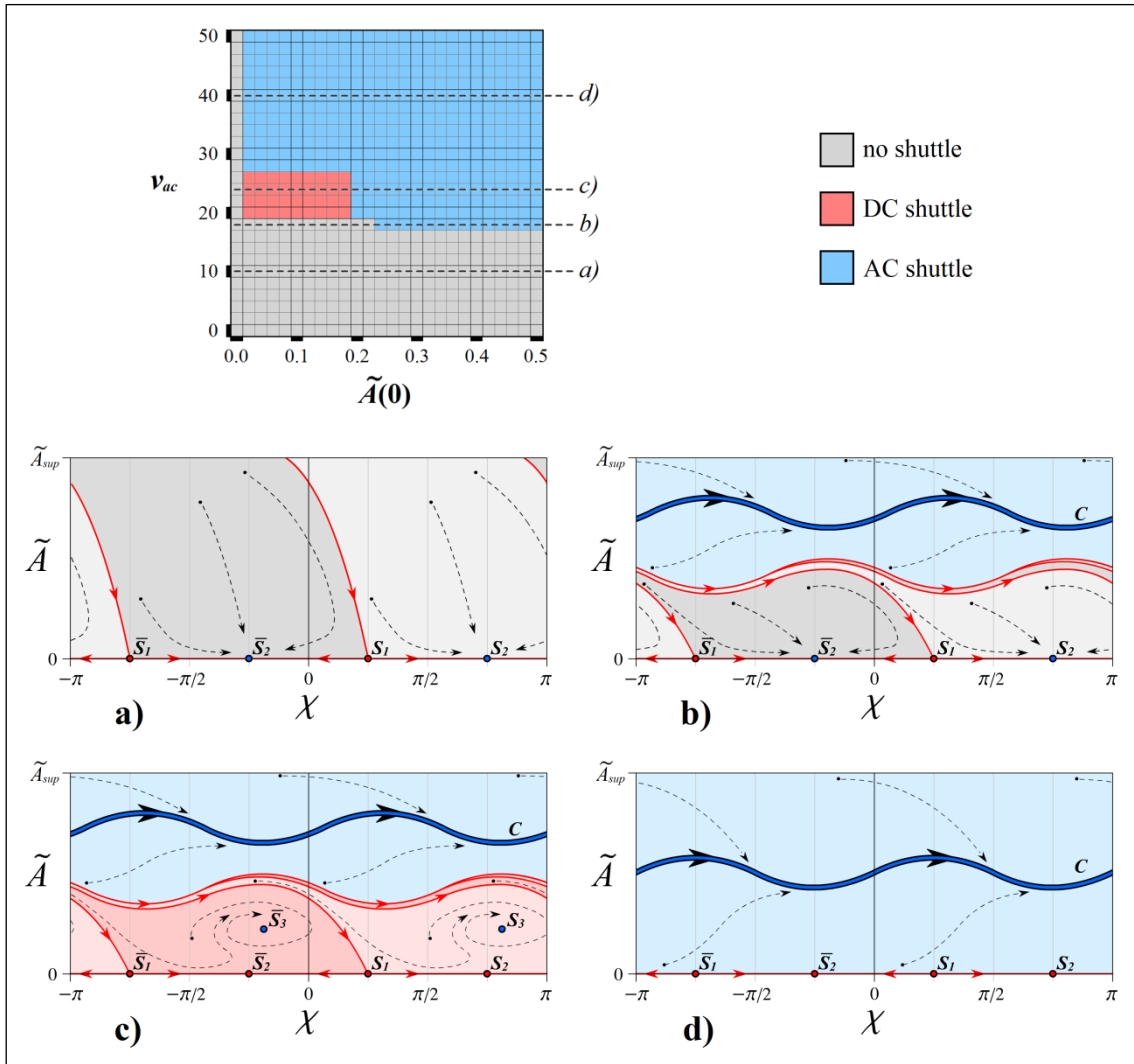 50
40
30
20
10
0
v_ac
d)
c)
b)
a)
0.0 0.1 0.2 0.3 0.4 0.5
Ã(0)
no shuttle
DC shuttle
AC shuttle
Ã_sup
Ã
0
S̅₁ S̅₂ S₁ S₂
−π −π/2 0 π/2 π
χ
a)
Ã_sup
Ã
C
0
S̅₁ S̅₂ S₁ S₂
−π −π/2 0 π/2 π
χ
b)
Ã_sup
Ã
C
S̅₃ S₃
0
S̅₁ S̅₂ S₁ S₂
−π −π/2 0 π/2 π
χ
c)
Ã_sup
Ã
C
0
S̅₁ S̅₂ S₁ S₂
−π −π/2 0 π/2 π
χ
d)